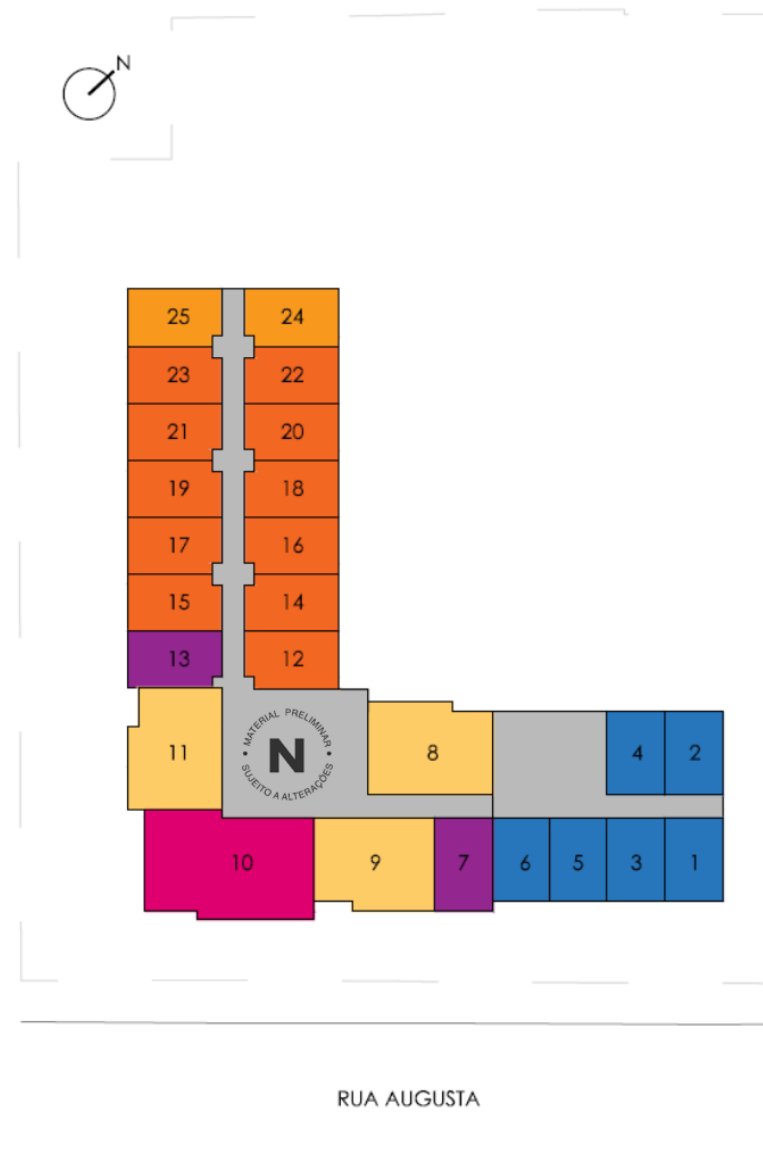 N
25 24
23 22
21 20
19 18
17 16
15 14
13 12
MATERIAL PRELIMINAR
N
SUJEITO A ALTERAÇÕES
11 8 4 2
10 9 7 6 5 3 1
RUA AUGUSTA